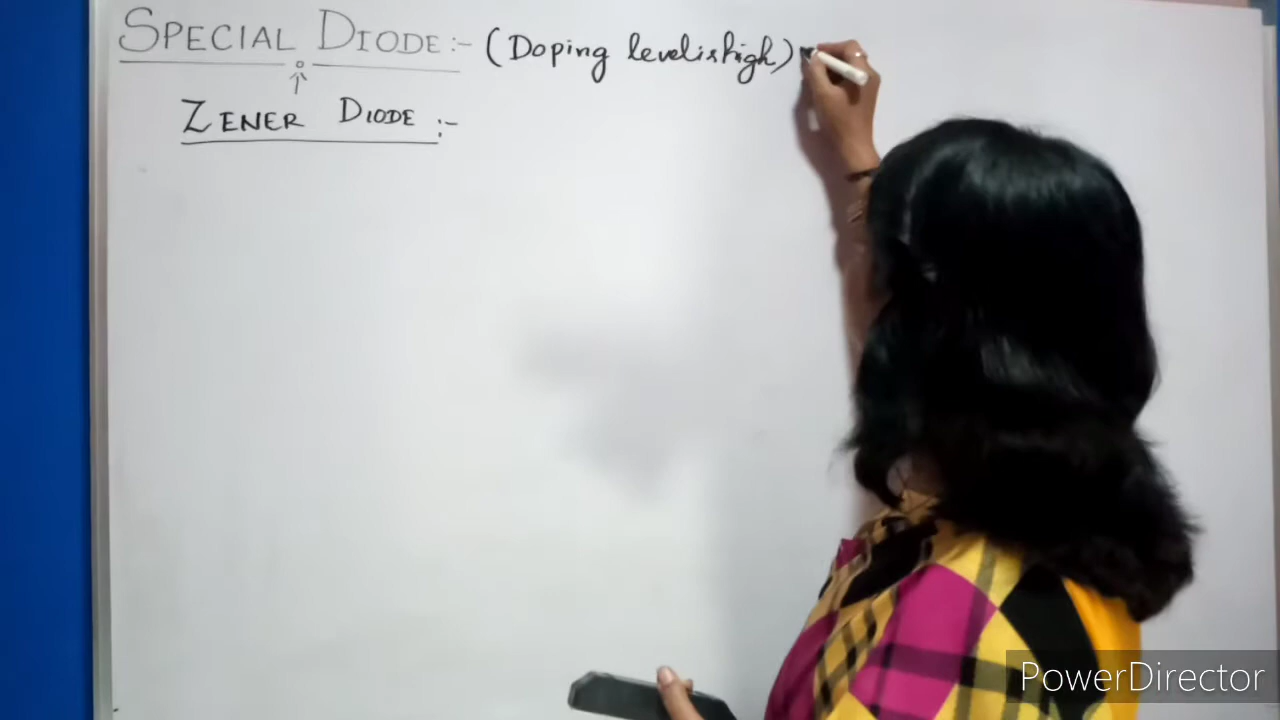 SPECIAL DIODE :- (Doping level is high)
ZENER DIODE :-
PowerDirector